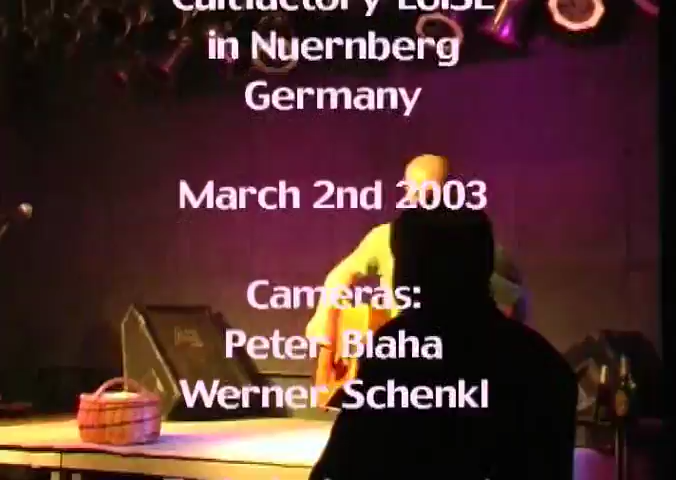 in Nuernberg
Germany
March 2nd 2003
Cameras:
Peter Blaha
Werner Schenkl